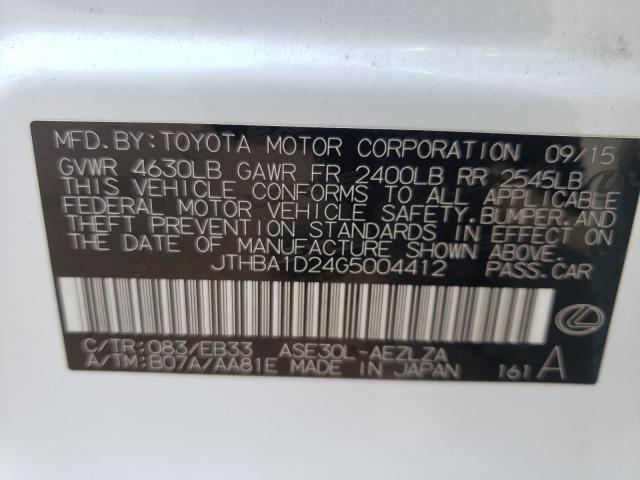 MFD. BY: TOYOTA MOTOR CORPORATION 09/15
GVWR 4630LB GAWR FR 2400LB RR 2545LB
THIS VEHICLE CONFORMS TO ALL APPLICABLE
FEDERAL MOTOR VEHICLE SAFETY, BUMPER, AND
THEFT PREVENTION STANDARDS IN EFFECT ON
THE DATE OF MANUFACTURE SHOWN ABOVE.
JTHBA1D24G5004412 PASS.CAR
C/TR: 083/EB33 ASE30L-AEZLZA
A/TM: B07A/AA81E MADE IN JAPAN 161 A